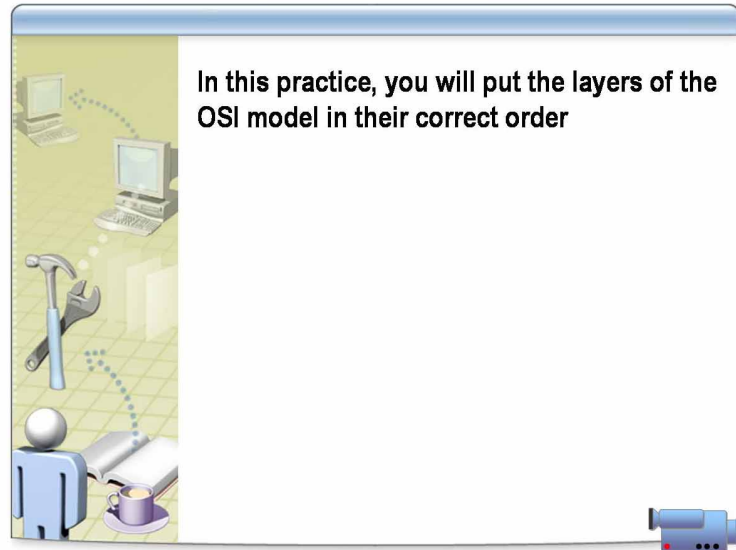 In this practice, you will put the layers of the
OSI model in their correct order